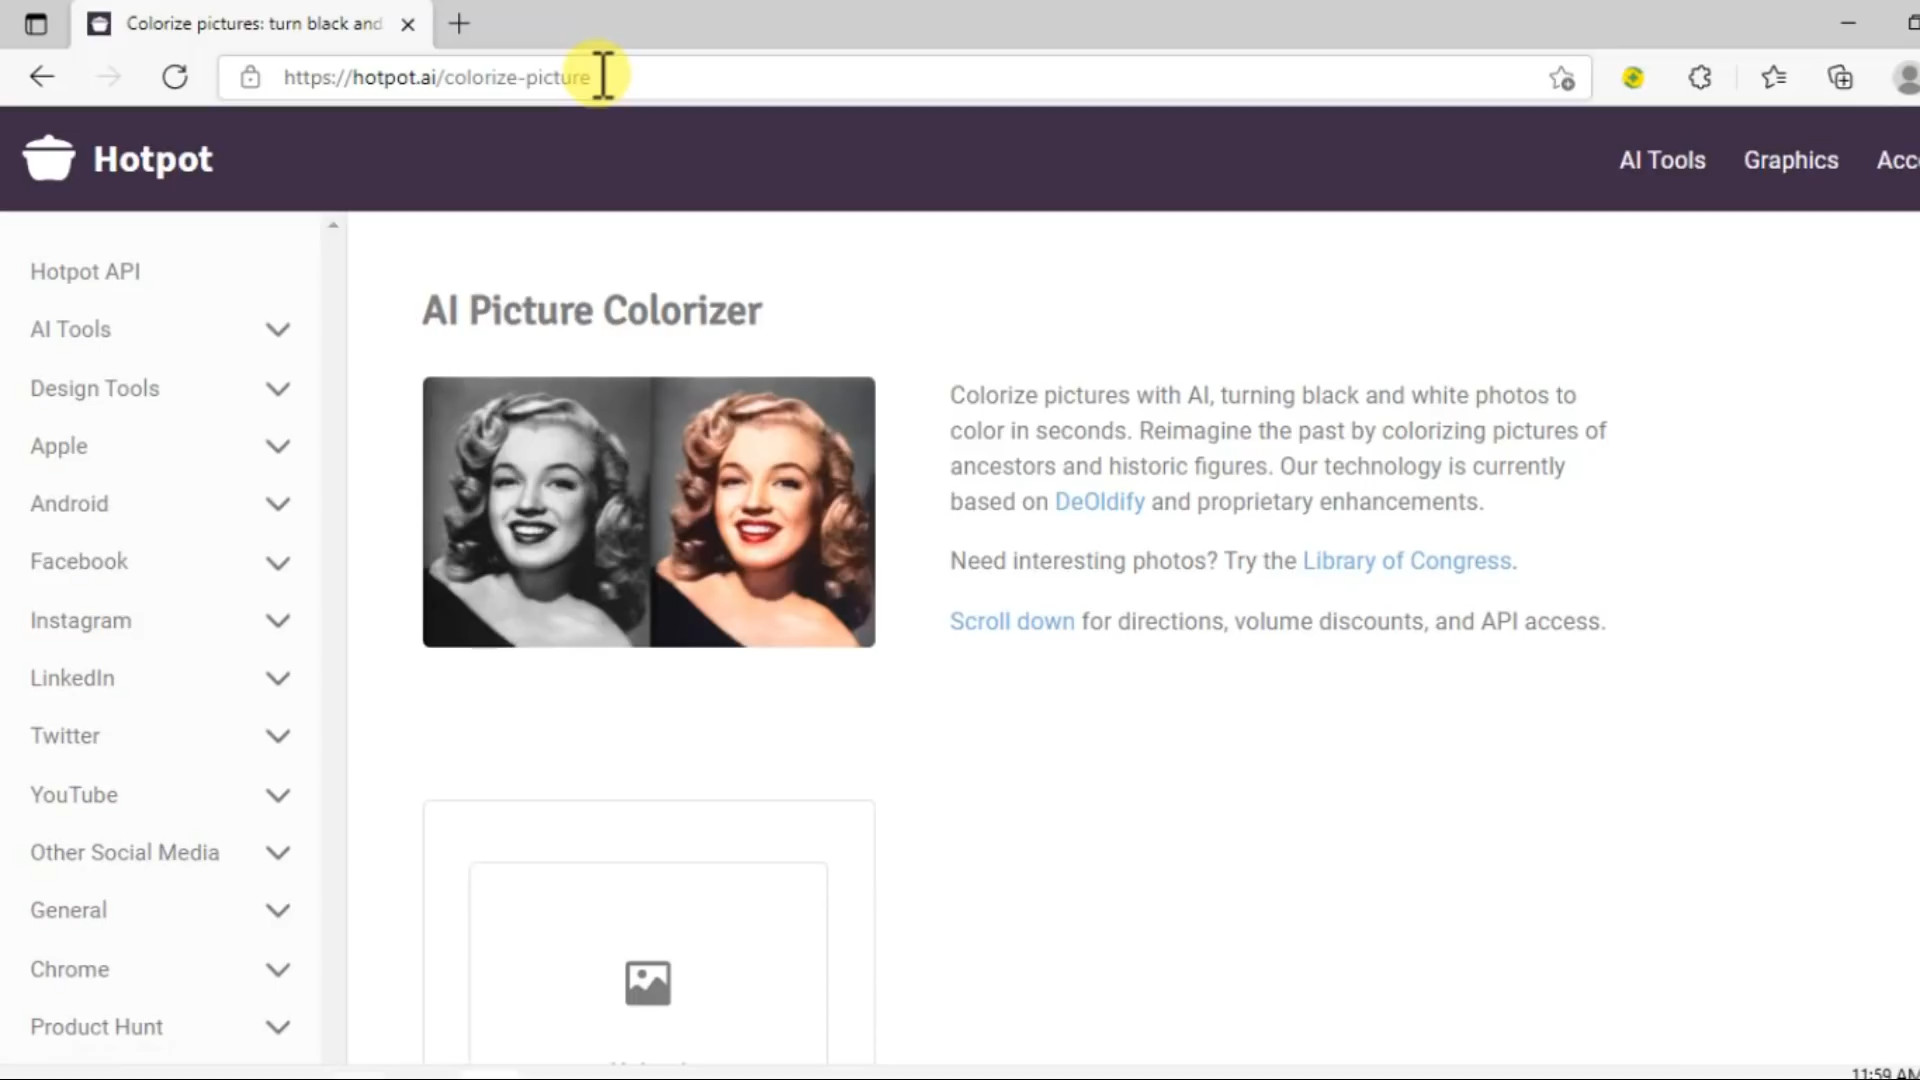 Colorize pictures: turn black and
https://hotpot.ai/colorize-picture
Hotpot
AI Tools
Graphics
Hotpot API
AI Tools
Design Tools
Apple
Android
Facebook
Instagram
LinkedIn
Twitter
YouTube
Other Social Media
General
Chrome
Product Hunt
AI Picture Colorizer
Colorize pictures with AI, turning black and white photos to
color in seconds. Reimagine the past by colorizing pictures of
ancestors and historic figures. Our technology is currently
based on DeOldify and proprietary enhancements.
Need interesting photos? Try the Library of Congress.
Scroll down for directions, volume discounts, and API access.
11:59 AM